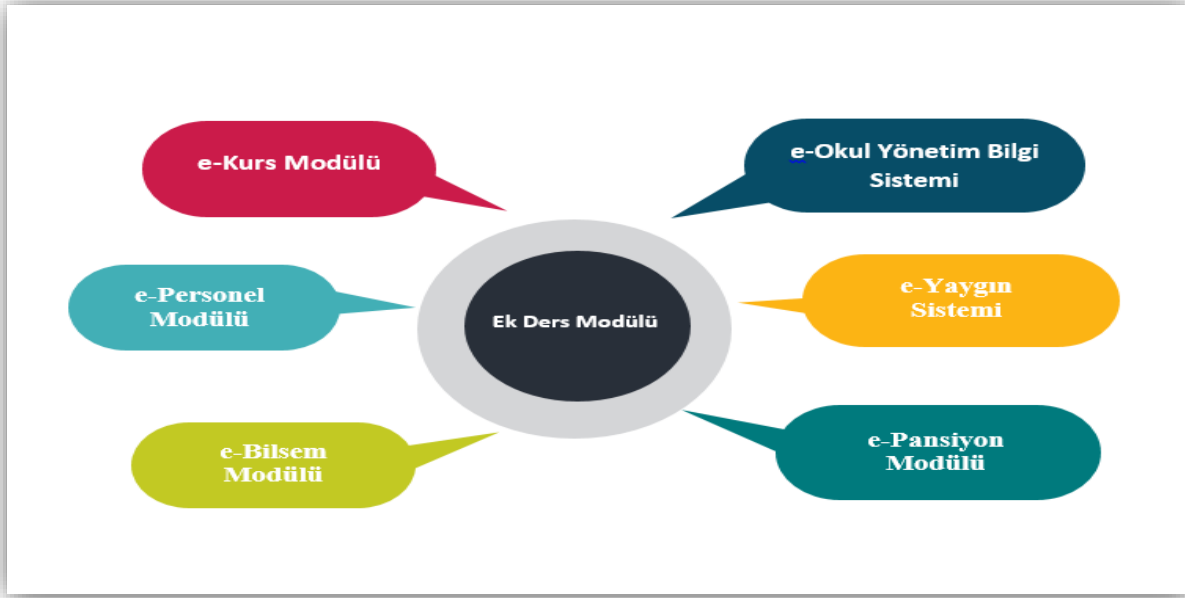 e-Kurs Modülü
e-Okul Yönetim Bilgi
Sistemi
e-Personel
Modülü
Ek Ders Modülü
e-Yaygın
Sistemi
e-Bilsem
Modülü
e-Pansiyon
Modülü